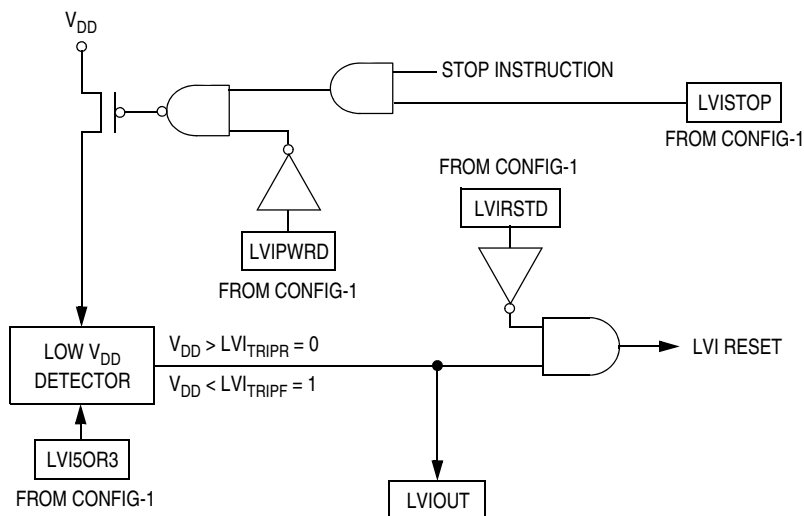 VDD
STOP INSTRUCTION
LVISTOP
FROM CONFIG-1
FROM CONFIG-1
LVIRSTD
LVIPWRD
FROM CONFIG-1
LOW VDD
DETECTOR
VDD > LVITRIPR = 0
VDD < LVITRIPF = 1
LVI RESET
LVI5OR3
FROM CONFIG-1
LVIOUT